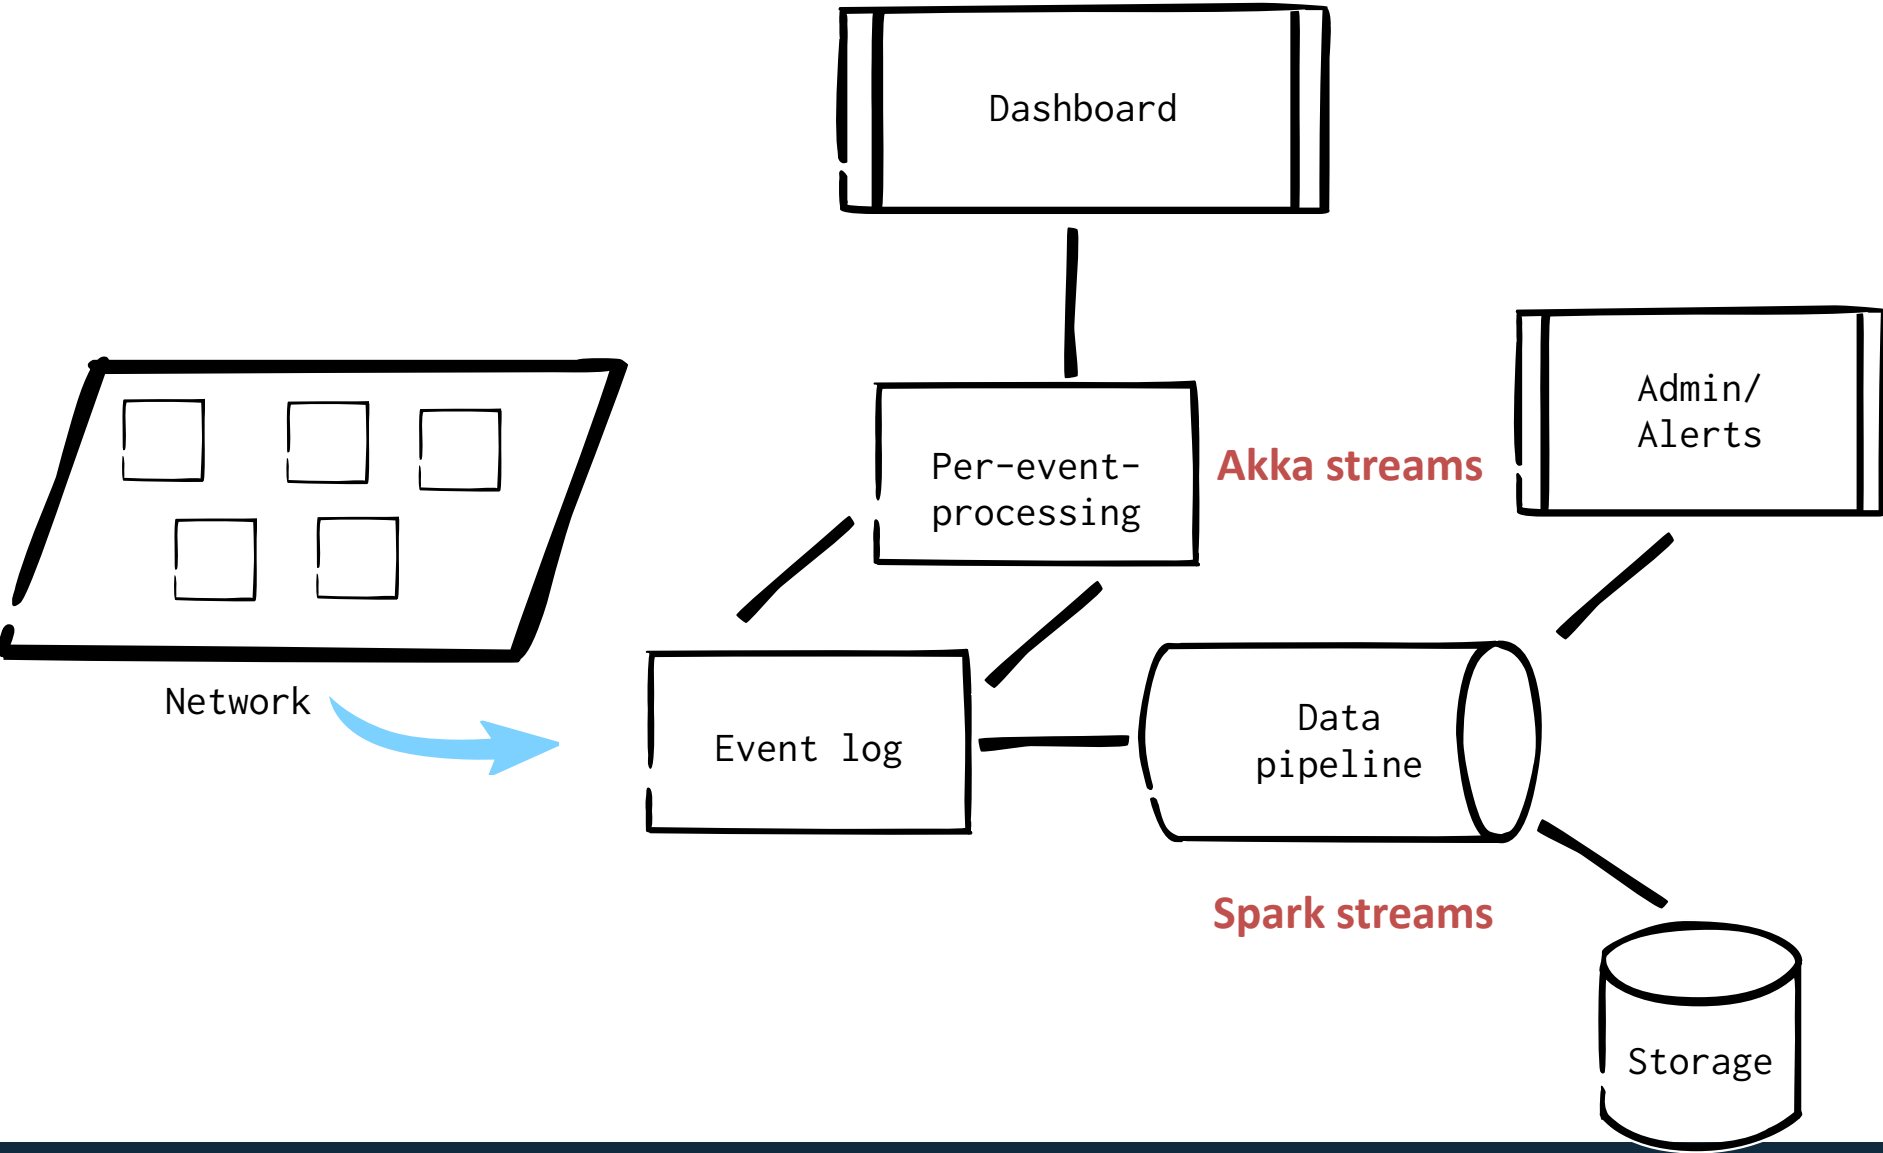 Dashboard
Admin/
Alerts
Per-event-
processing
Akka streams
Network
Event log
Data
pipeline
Spark streams
Storage